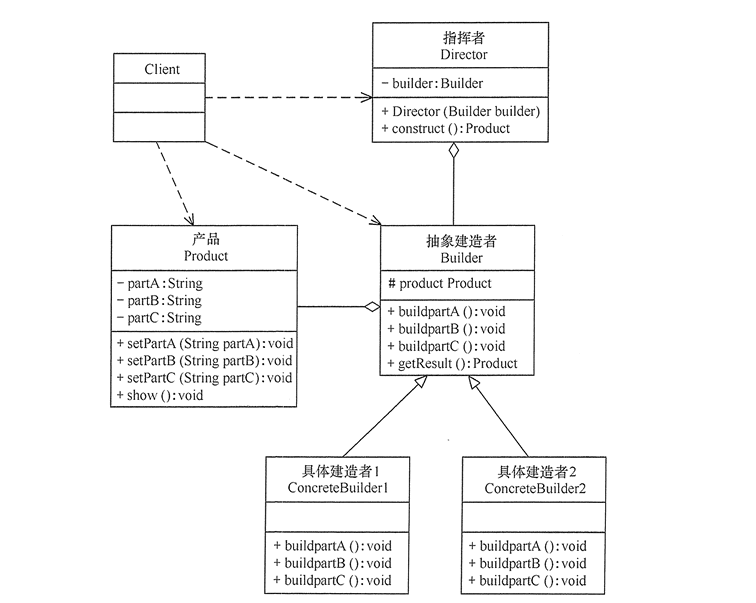 指挥者
Director
- builder:Builder
+ Director (Builder builder)
+ construct ():Product
Client
产品
Product
- partA:String
- partB:String
- partC:String
+ setPartA (String partA):void
+ setPartB (String partB):void
+ setPartC (String partC):void
+ show ():void
抽象建造者
Builder
# product Product
+ buildpartA ():void
+ buildpartB ():void
+ buildpartC ():void
+ getResult ():Product
具体建造者1
ConcreteBuilder1
+ buildpartA ():void
+ buildpartB ():void
+ buildpartC ():void
具体建造者2
ConcreteBuilder2
+ buildpartA ():void
+ buildpartB ():void
+ buildpartC ():void